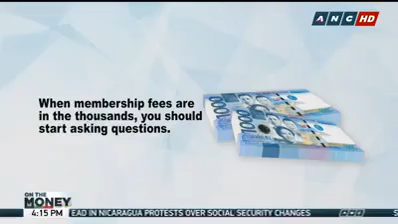 ANC HD
When membership fees are
in the thousands, you should
start asking questions.
1000
1000
ON THE
MONEY
4:15 PM
EAD IN NICARAGUA PROTESTS OVER SOCIAL SECURITY CHANGES